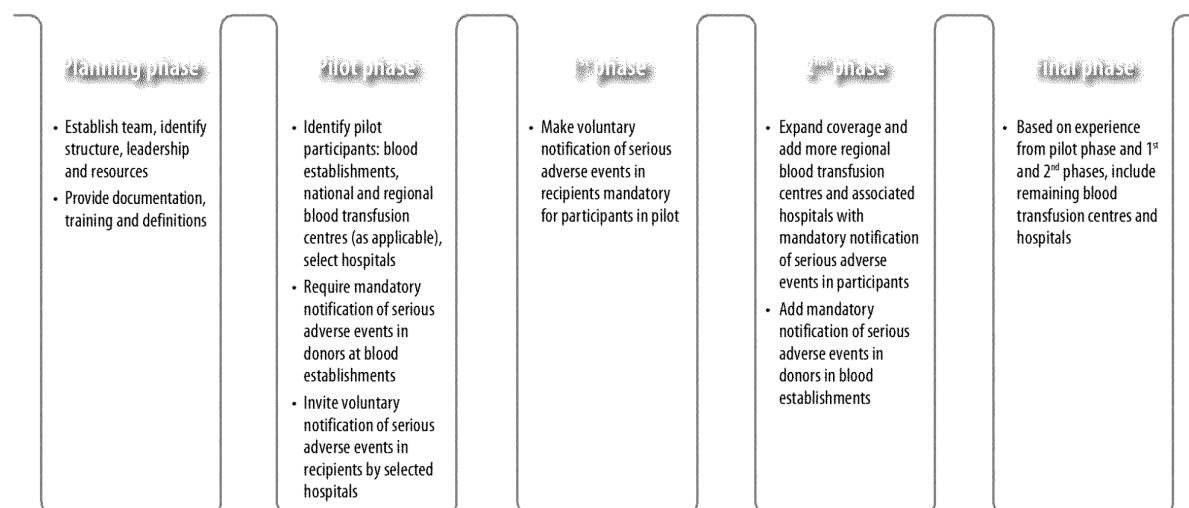 Planning phase
• Establish team, identify
structure, leadership
and resources
• Provide documentation,
training and definitions
Pilot phase
• Identify pilot
participants: blood
establishments,
national and regional
blood transfusion
centres (as applicable),
select hospitals
• Require mandatory
notification of serious
adverse events in
donors at blood
establishments
• Invite voluntary
notification of serious
adverse events in
recipients by selected
hospitals
1st phase
• Make voluntary
notification of serious
adverse events in
recipients mandatory
for participants in pilot
2nd phase
• Expand coverage and
add more regional
blood transfusion
centres and associated
hospitals with
mandatory notification
of serious adverse
events in participants
• Add mandatory
notification of serious
adverse events in
donors in blood
establishments
Final phase
• Based on experience
from pilot phase and 1st
and 2nd phases, include
remaining blood
transfusion centres and
hospitals